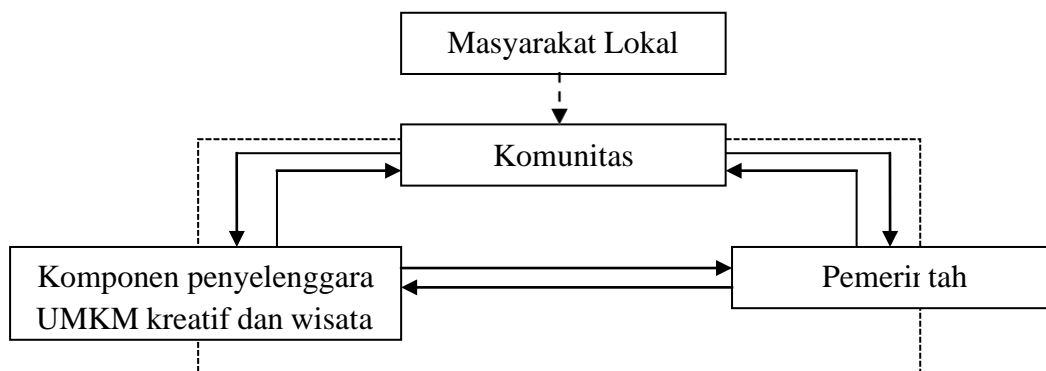 Masyarakat Lokal
Komunitas
Komponen penyelenggara
UMKM kreatif dan wisata
Pemerintah